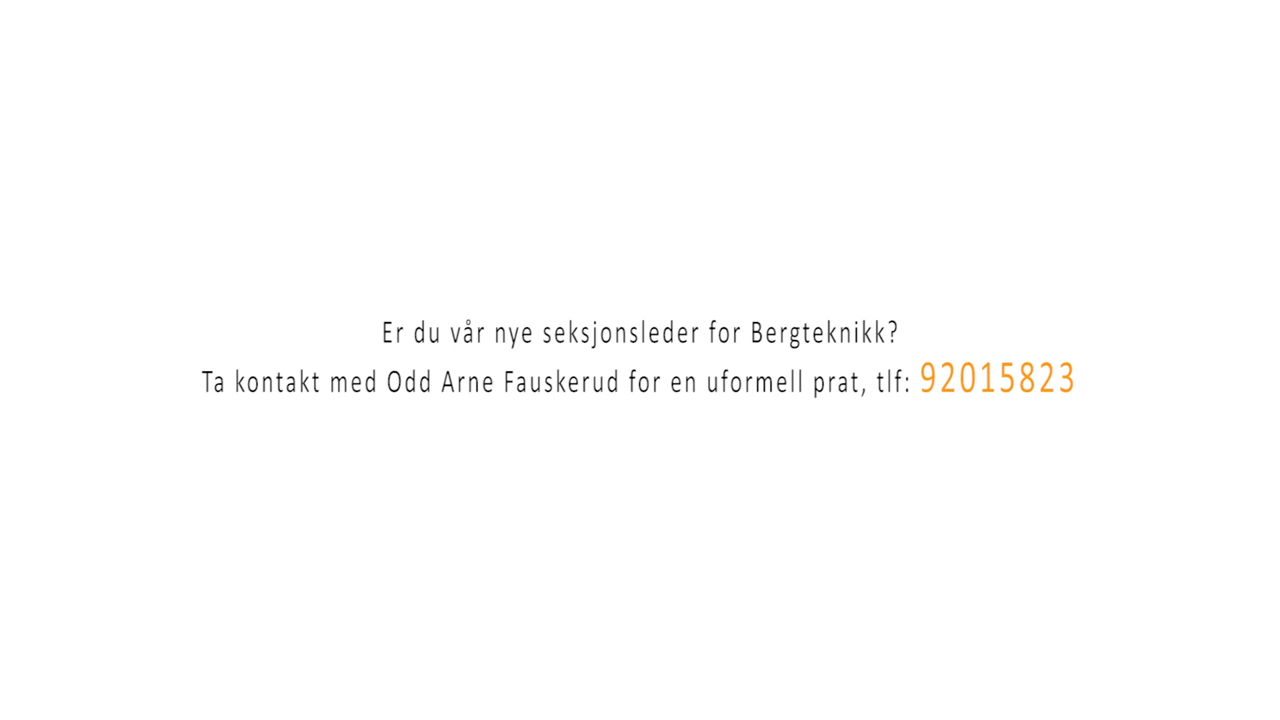 Er du vår nye seksjonsleder for Bergteknikk?
Ta kontakt med Odd Arne Fauskerud for en uformell prat, tlf: 92015823